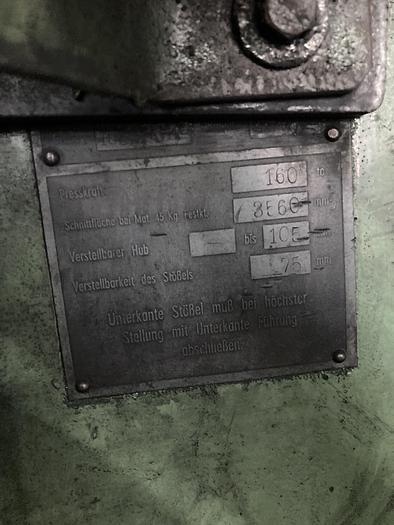 Presskraft 160 to
Schnittfläche bei Mat. 45 Kg. Festkt. 3560 mm²
Verstellbarer Hub — bis 105 mm
Verstellbarkeit des Stößels 75 mm
Unterkante Stößel muß bei höchster
Stellung mit Unterkante Führung
abschließen.